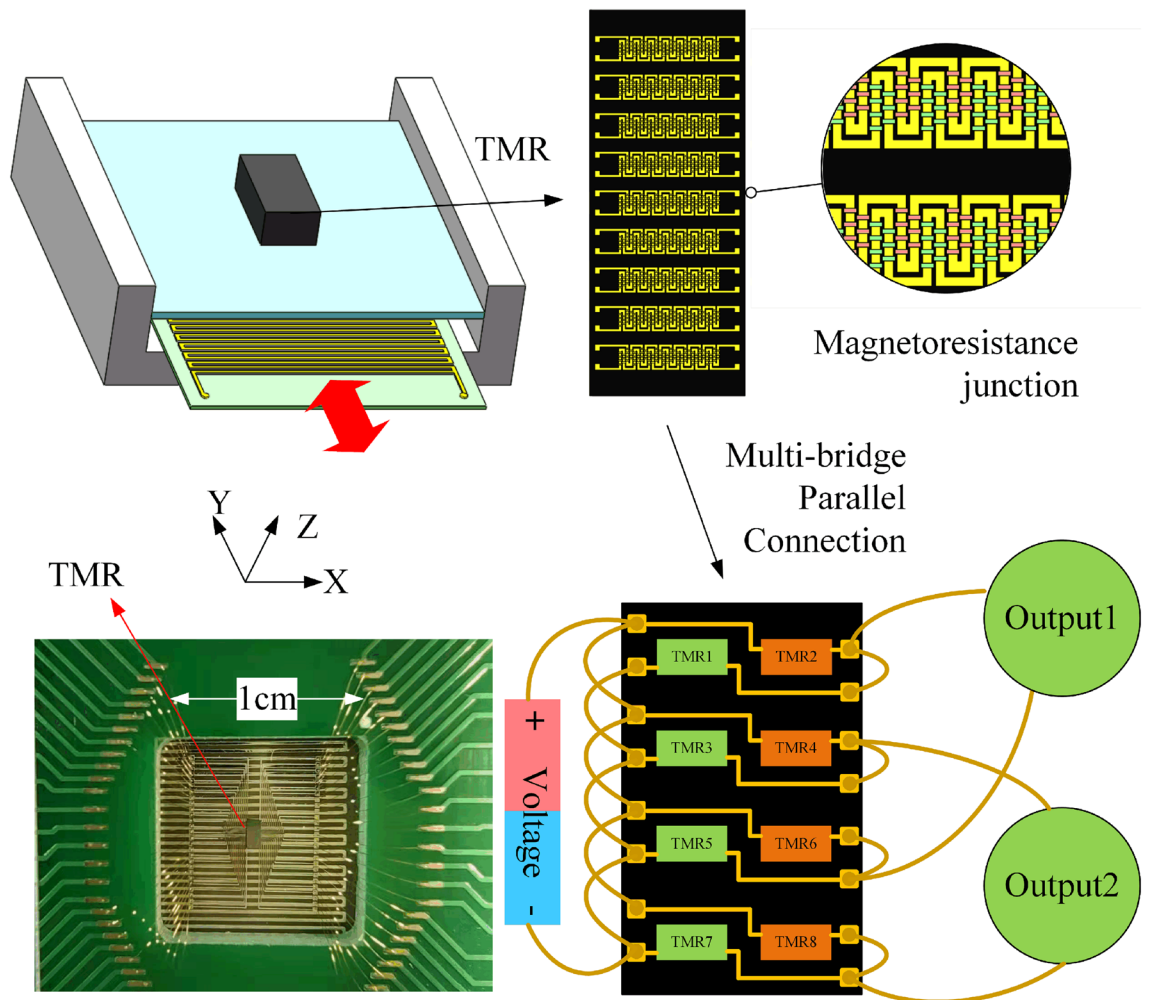 TMR
Magnetoresistance
junction
Multi-bridge
Parallel
Connection
Y
Z
X
TMR
1cm
+
Voltage
-
TMR1
TMR2
TMR3
TMR4
TMR5
TMR6
TMR7
TMR8
Output1
Output2